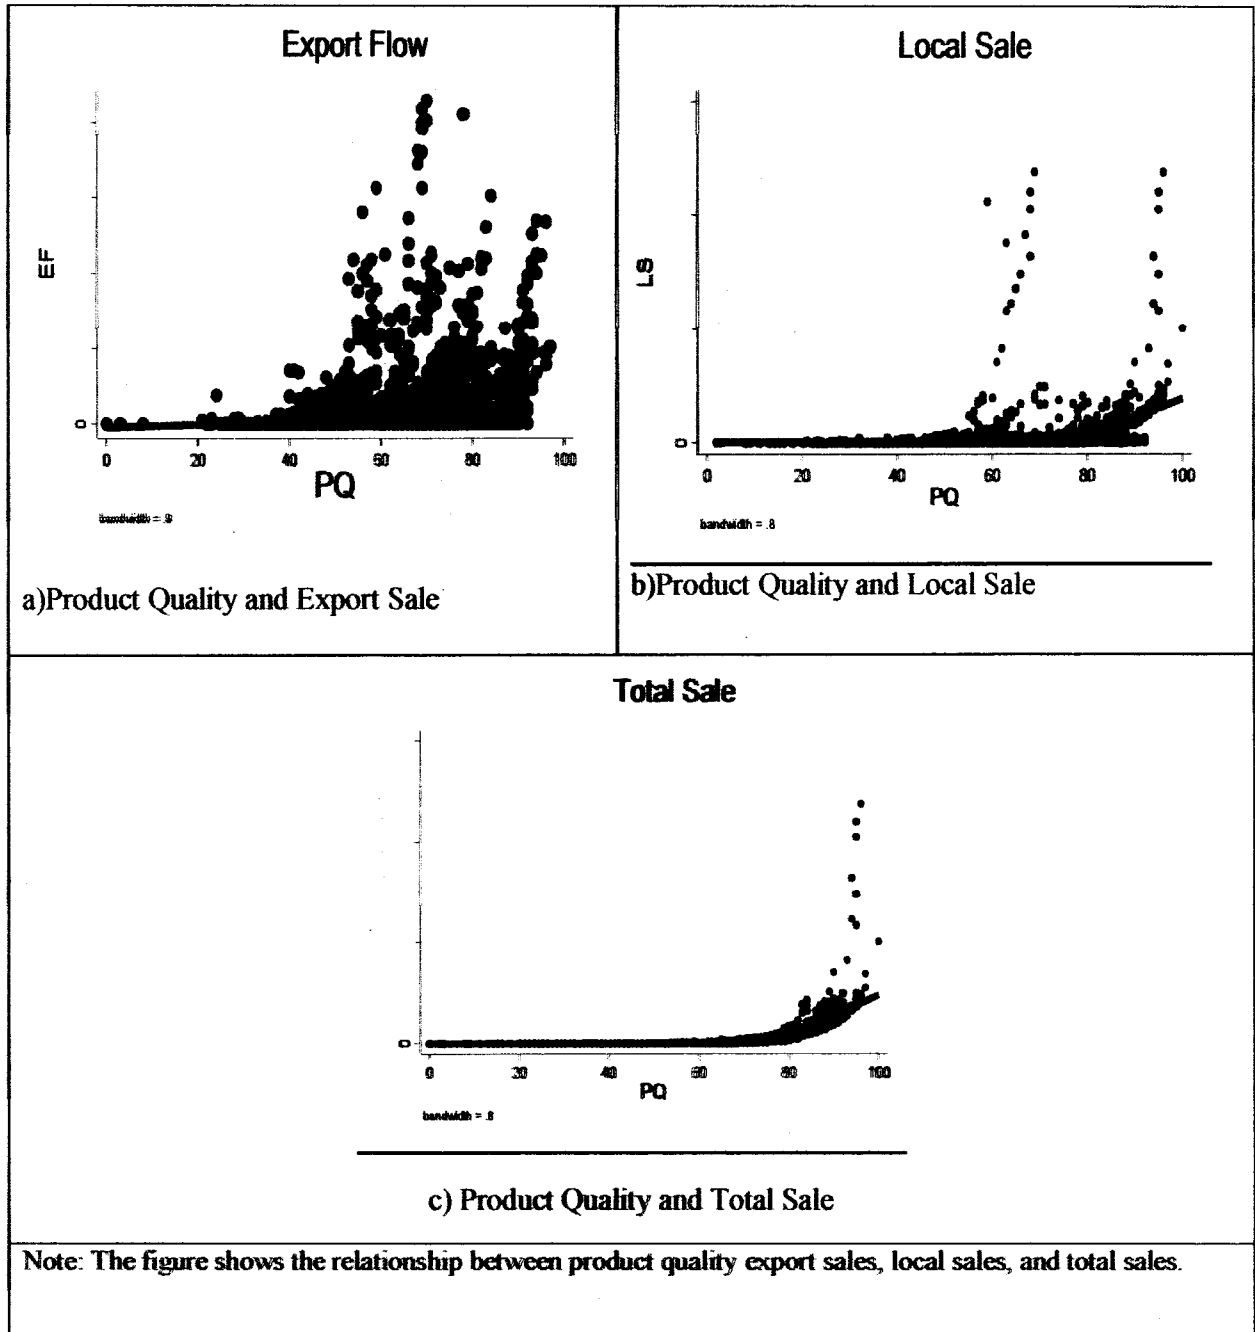 Export Flow
EF
0
0 20 40 60 80 100
PQ
bandwidth = .8
a)Product Quality and Export Sale
Local Sale
LS
0
0 20 40 60 80 100
PQ
bandwidth = .8
b)Product Quality and Local Sale
Total Sale
0
0 20 40 60 80 100
PQ
bandwidth = .8
c) Product Quality and Total Sale
Note: The figure shows the relationship between product quality export sales, local sales, and total sales.